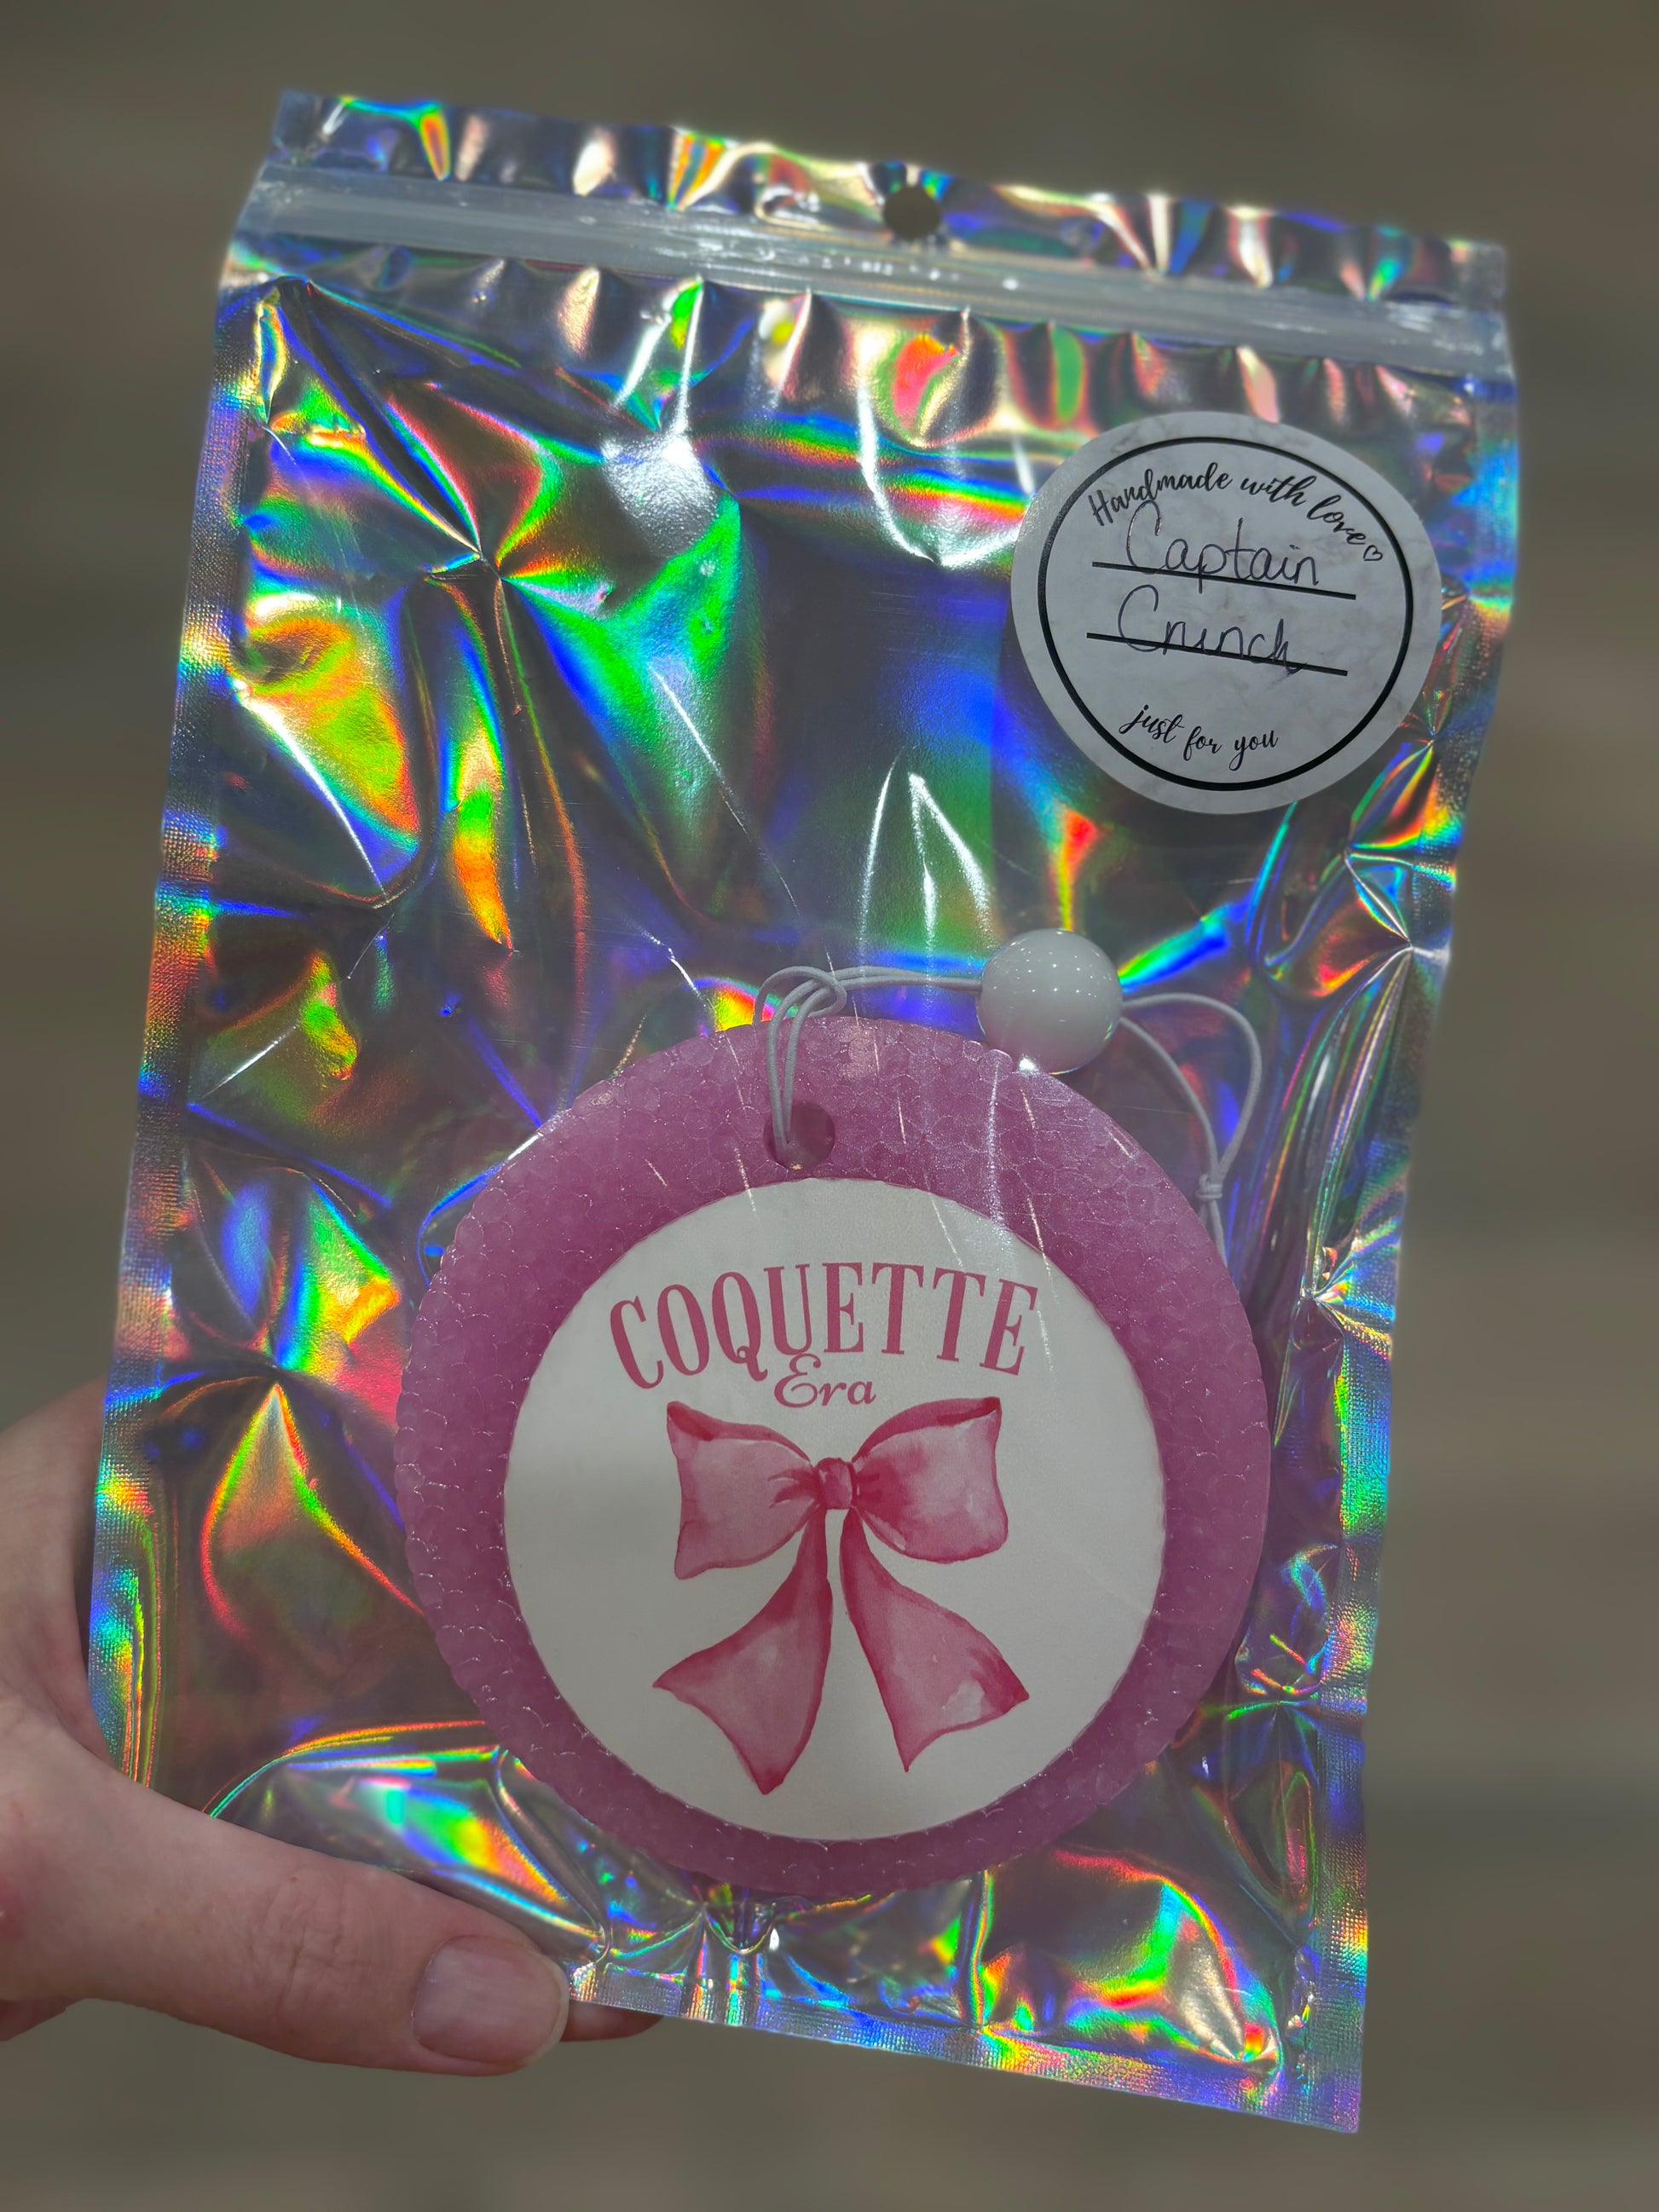 Handmade with love♡
Captain
Crunch
just for you
COQUETTE
Era